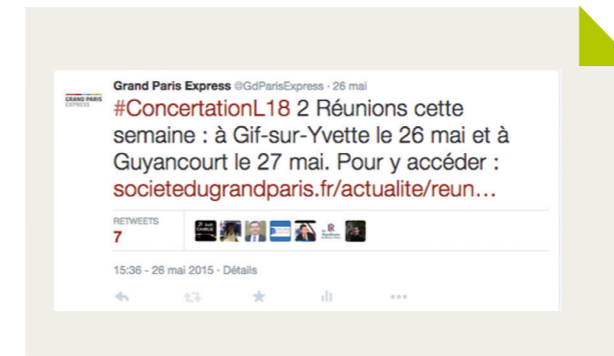 Grand Paris Express @GdParisExpress · 26 mai
GRAND PARIS
EXPRESS
#ConcertationL18 2 Réunions cette
semaine : à Gif-sur-Yvette le 26 mai et à
Guyancourt le 27 mai. Pour y accéder :
societedugrandparis.fr/actualite/reun…
RETWEETS
7
15:36 - 26 mai 2015 · Détails